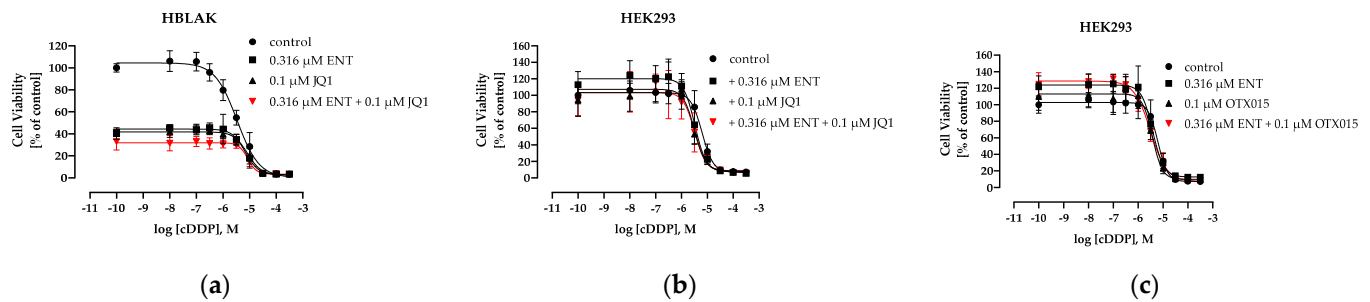 HBLAK
Cell Viability
[% of control]
120
100
80
60
40
20
0
-11 -10 -9 -8 -7 -6 -5 -4 -3
log [cDDP], M
control
0.316 µM ENT
0.1 µM JQ1
0.316 µM ENT + 0.1 µM JQ1
(a)
HEK293
Cell Viability
[% of control]
160
140
120
100
80
60
40
20
0
-11 -10 -9 -8 -7 -6 -5 -4 -3
log [cDDP], M
control
+ 0.316 µM ENT
+ 0.1 µM JQ1
+ 0.316 µM ENT + 0.1 µM JQ1
(b)
HEK293
Cell Viability
[% of control]
160
140
120
100
80
60
40
20
0
-11 -10 -9 -8 -7 -6 -5 -4 -3
log [cDDP], M
control
0.316 µM ENT
0.1 µM OTX015
0.316 µM ENT + 0.1 µM OTX015
(c)